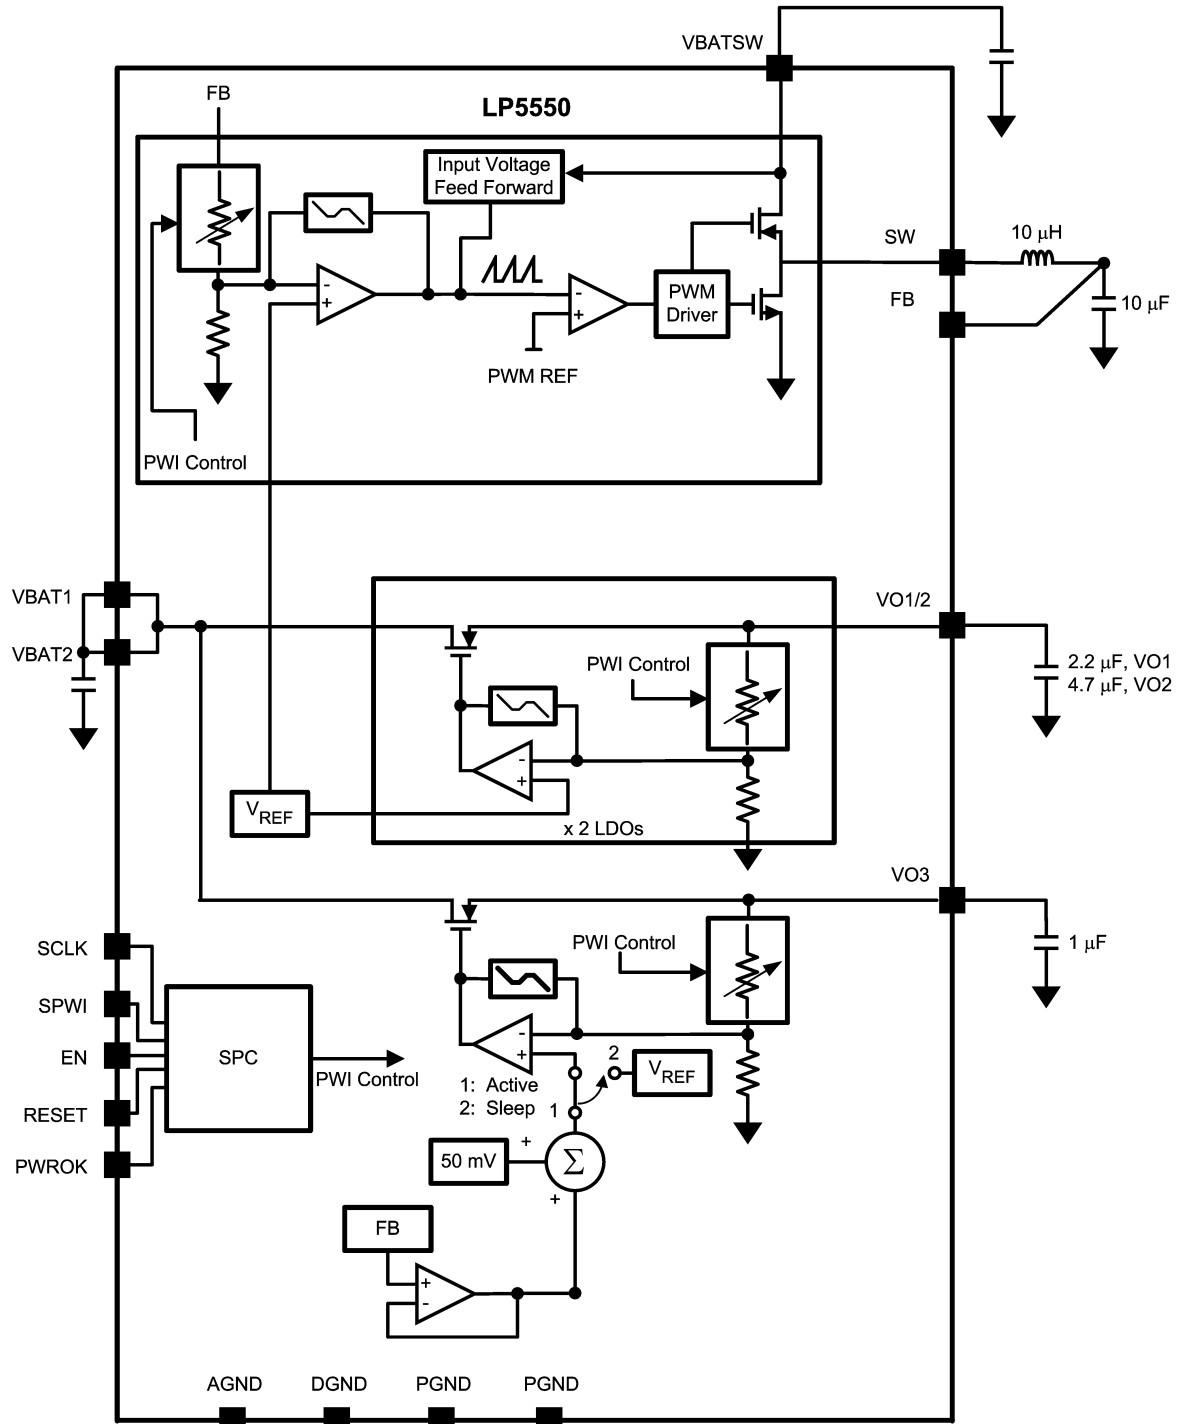 VBATSW
FB
LP5550
Input Voltage
Feed Forward
SW
10 μH
-
+
-
+
PWM
Driver
FB
10 μF
PWM REF
PWI Control
VBAT1
VBAT2
VO1/2
PWI Control
2.2 μF, VO1
4.7 μF, VO2
-
+
VREF
x 2 LDOs
VO3
SCLK
PWI Control
1 μF
SPWI
-
+
EN
SPC
PWI Control
2
VREF
1: Active
2: Sleep
1
RESET
PWROK
+
50 mV
Σ
+
FB
+
-
AGND
DGND
PGND
PGND